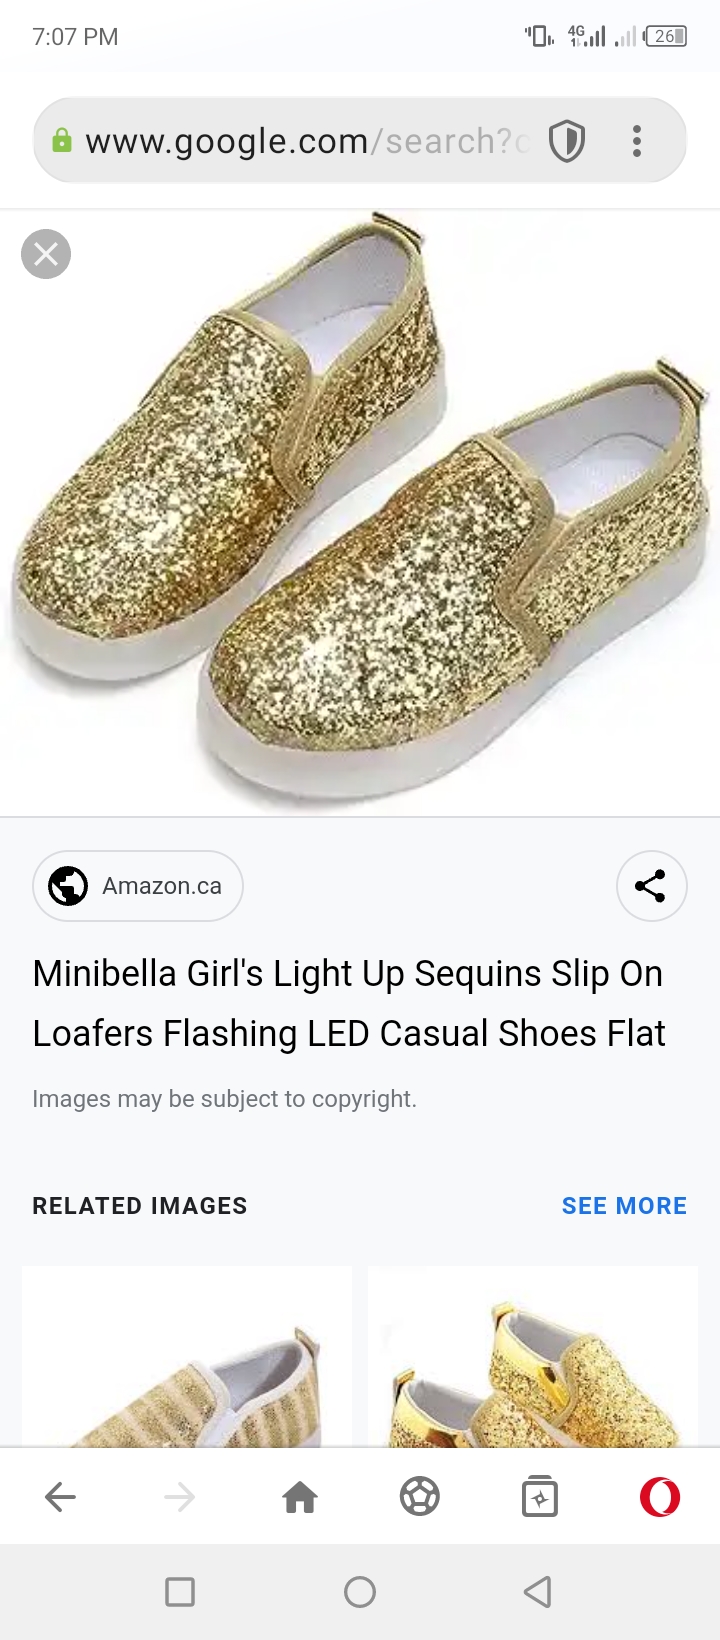 7:07 PM
4G
26
www.google.com/search?
Amazon.ca
Minibella Girl's Light Up Sequins Slip On
Loafers Flashing LED Casual Shoes Flat
Images may be subject to copyright.
RELATED IMAGES
SEE MORE